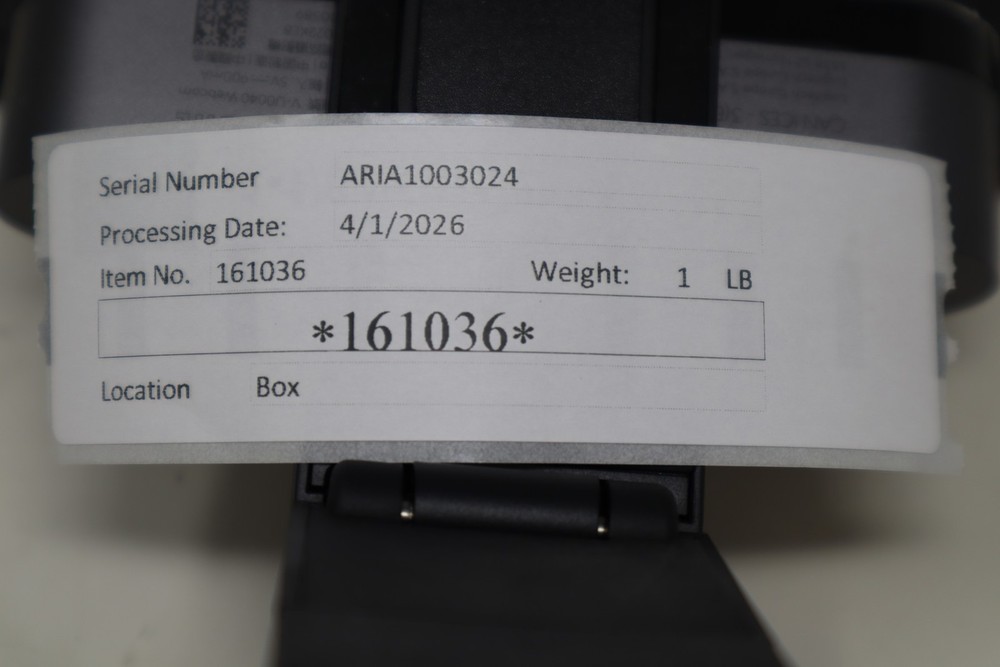 Serial Number ARIA1003024
Processing Date: 4/1/2026
Item No. 161036 Weight: 1 LB
*161036*
Location Box